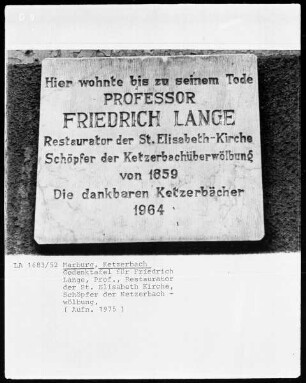 Hier wohnte bis zu seinem Tode
PROFESSOR
FRIEDRICH LANGE
Restaurator der St. Elisabeth-Kirche
Schöpfer der Ketzerbachüberwölbung
von 1859
Die dankbaren Ketzerbächer
1964
LA 1483/52 Marburg, Ketzerbach
Gedenktafel für Friedrich
Lange, Prof., Restaurator
der St. Elisabeth Kirche,
Schöpfer der Ketzerbach -
wölbung.
( Aufn. 1975 )